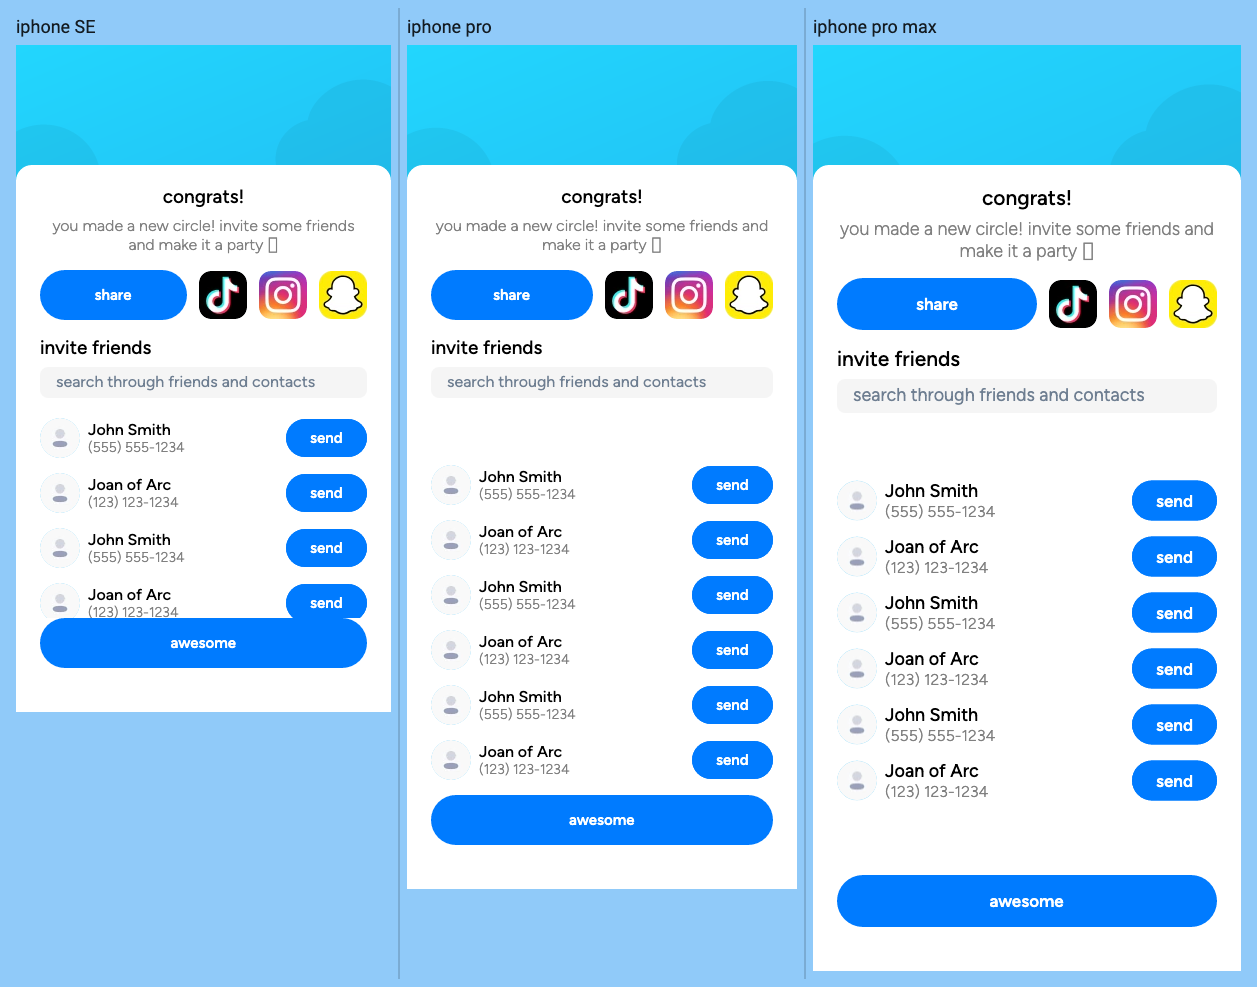 iphone SE
congrats!
you made a new circle! invite some friends
and make it a party
share
invite friends
search through friends and contacts
John Smith
(555) 555-1234
send
Joan of Arc
(123) 123-1234
send
John Smith
(555) 555-1234
send
Joan of Arc
(123) 123-1234
send
awesome
iphone pro
congrats!
you made a new circle! invite some friends and
make it a party
share
invite friends
search through friends and contacts
John Smith
(555) 555-1234
send
Joan of Arc
(123) 123-1234
send
John Smith
(555) 555-1234
send
Joan of Arc
(123) 123-1234
send
John Smith
(555) 555-1234
send
Joan of Arc
(123) 123-1234
send
awesome
iphone pro max
congrats!
you made a new circle! invite some friends and
make it a party
share
invite friends
search through friends and contacts
John Smith
(555) 555-1234
send
Joan of Arc
(123) 123-1234
send
John Smith
(555) 555-1234
send
Joan of Arc
(123) 123-1234
send
John Smith
(555) 555-1234
send
Joan of Arc
(123) 123-1234
send
awesome